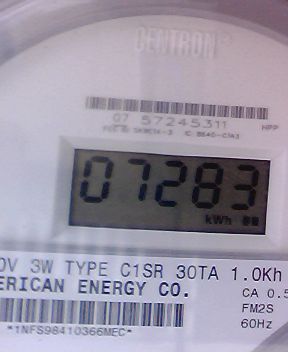 CENTRON
07 57245311
07283
kWh
0V 3W TYPE C1SR 30TA 1.0Kh
ERICAN ENERGY CO.
CA 0.5
FM2S
60Hz
*1NFS98410366MEC*